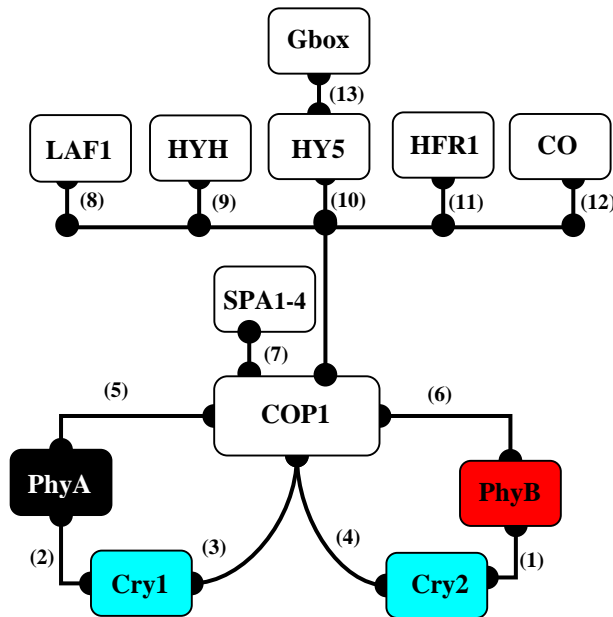 Gbox
(13)
LAF1 HYH HY5 HFR1 CO
(8) (9) (10) (11) (12)
SPA1-4
(7)
(5) (6)
COP1
PhyA PhyB
(2) (3) (4) (1)
Cry1 Cry2